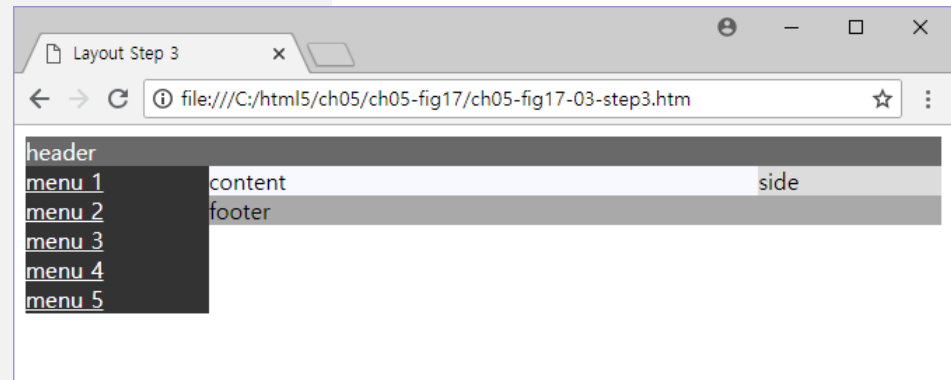 Layout Step 3
file:///C:/html5/ch05/ch05-fig17/ch05-fig17-03-step3.htm
header
menu 1 content side
menu 2 footer
menu 3
menu 4
menu 5